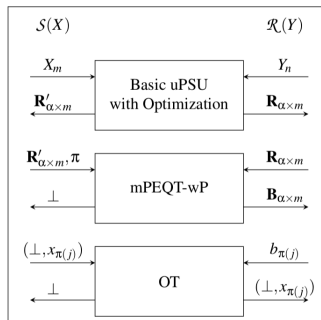 𝒮(X) ℛ(Y)
X_m Basic uPSU Y_n
R′_{α×m} with Optimization R_{α×m}
R′_{α×m}, π R_{α×m}
mPEQT-wP
⊥ B_{α×m}
(⊥, x_{π(j)}) b_{π(j)}
OT
⊥ (⊥, x_{π(j)})